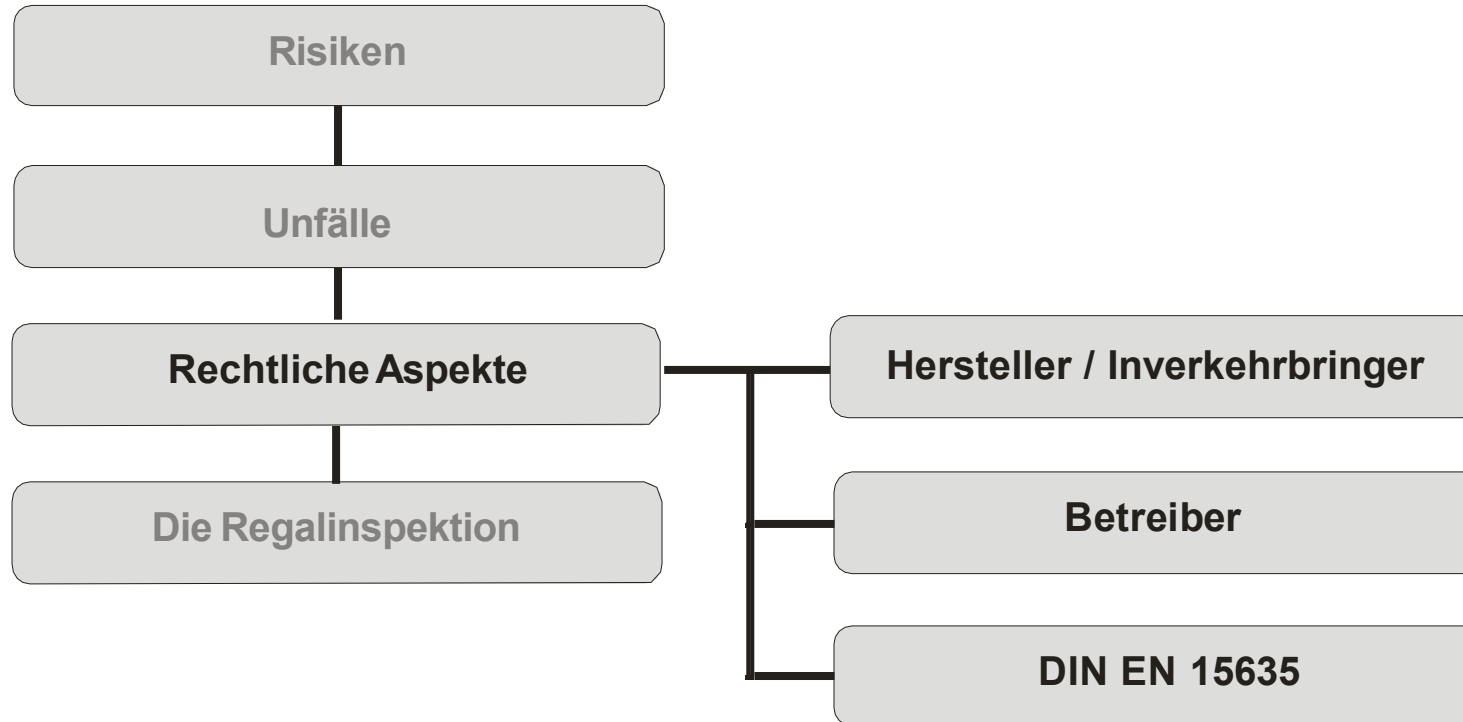 Risiken
Unfälle
Rechtliche Aspekte
Die Regalinspektion
Hersteller / Inverkehrbringer
Betreiber
DIN EN 15635